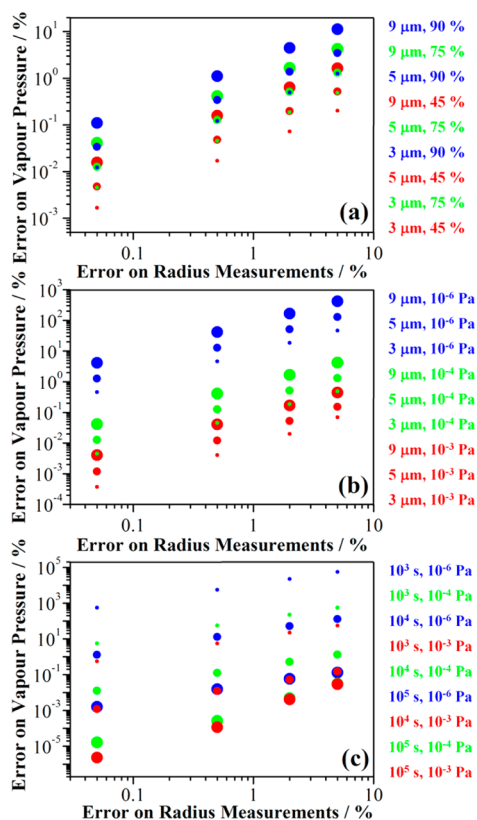 Error on Vapour Pressure / %
10¹
10⁰
10⁻¹
10⁻²
10⁻³
0.1
1
10
Error on Radius Measurements / %
(a)
9 µm, 90 %
9 µm, 75 %
5 µm, 90 %
9 µm, 45 %
5 µm, 75 %
3 µm, 90 %
5 µm, 45 %
3 µm, 75 %
3 µm, 45 %
Error on Vapour Pressure / %
10³
10²
10¹
10⁰
10⁻¹
10⁻²
10⁻³
10⁻⁴
0.1
1
10
Error on Radius Measurements / %
(b)
9 µm, 10⁻⁶ Pa
5 µm, 10⁻⁶ Pa
3 µm, 10⁻⁶ Pa
9 µm, 10⁻⁴ Pa
5 µm, 10⁻⁴ Pa
3 µm, 10⁻⁴ Pa
9 µm, 10⁻³ Pa
5 µm, 10⁻³ Pa
3 µm, 10⁻³ Pa
Error on Vapour Pressure / %
10⁵
10³
10¹
10⁻¹
10⁻³
10⁻⁵
0.1
1
10
Error on Radius Measurements / %
(c)
10³ s, 10⁻⁶ Pa
10³ s, 10⁻⁴ Pa
10⁴ s, 10⁻⁶ Pa
10³ s, 10⁻³ Pa
10⁴ s, 10⁻⁴ Pa
10⁵ s, 10⁻⁶ Pa
10⁴ s, 10⁻³ Pa
10⁵ s, 10⁻⁴ Pa
10⁵ s, 10⁻³ Pa